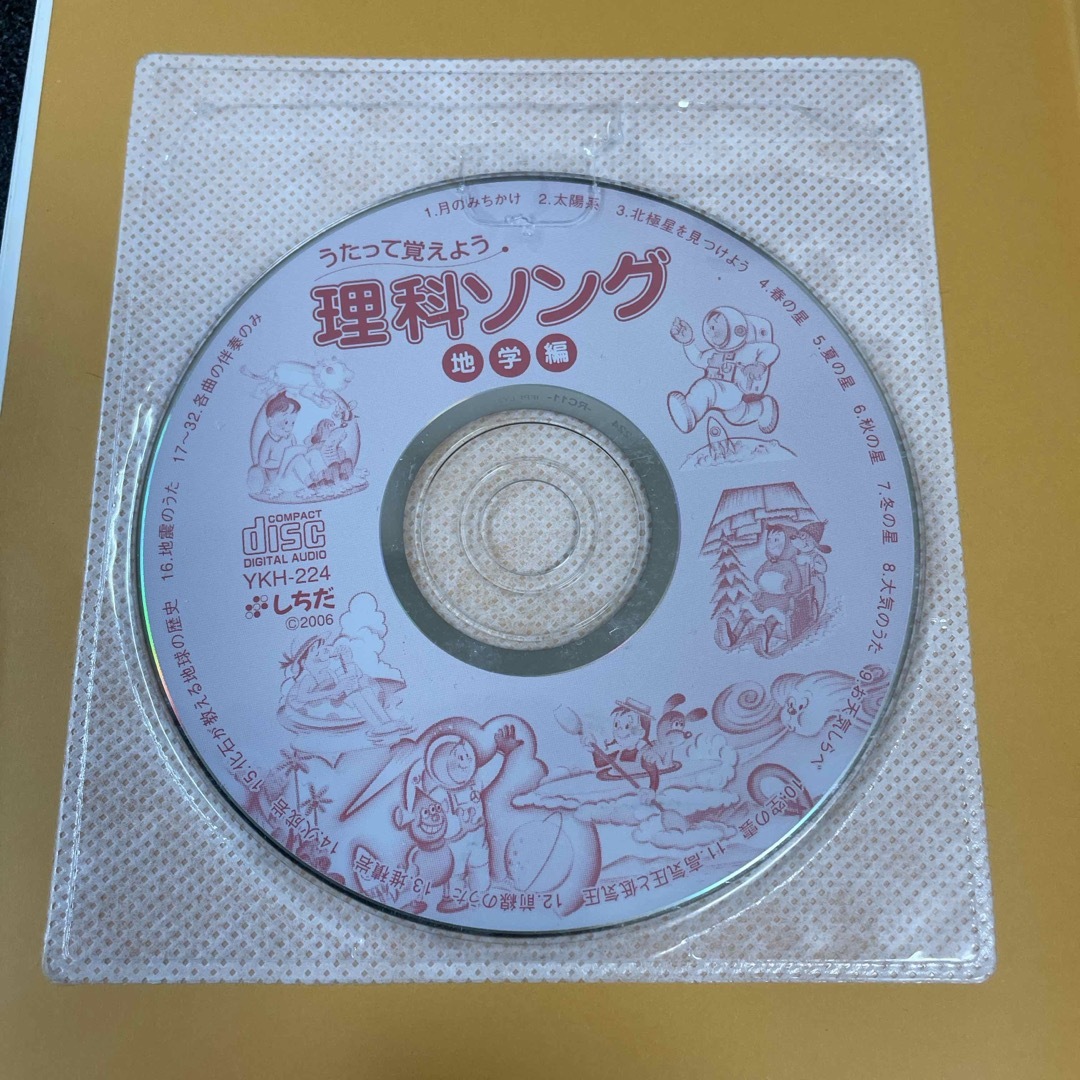 うたって覚えよう
理科ソング
地学編
1.月のみちかけ
2.太陽系
3.北極星を見つけよう
4.春の星
5.夏の星
6.秋の星
7.冬の星
8.大気のうた
9.お天気しらべ
10.空の雲
11.高気圧と低気圧
12.前線のうた
13.堆積岩
14.火成岩
15.化石が教える地球の歴史
16.地震のうた
17〜32.各曲の伴奏のみ
COMPACT
disc
DIGITAL AUDIO
YKH-224
しちだ
©2006